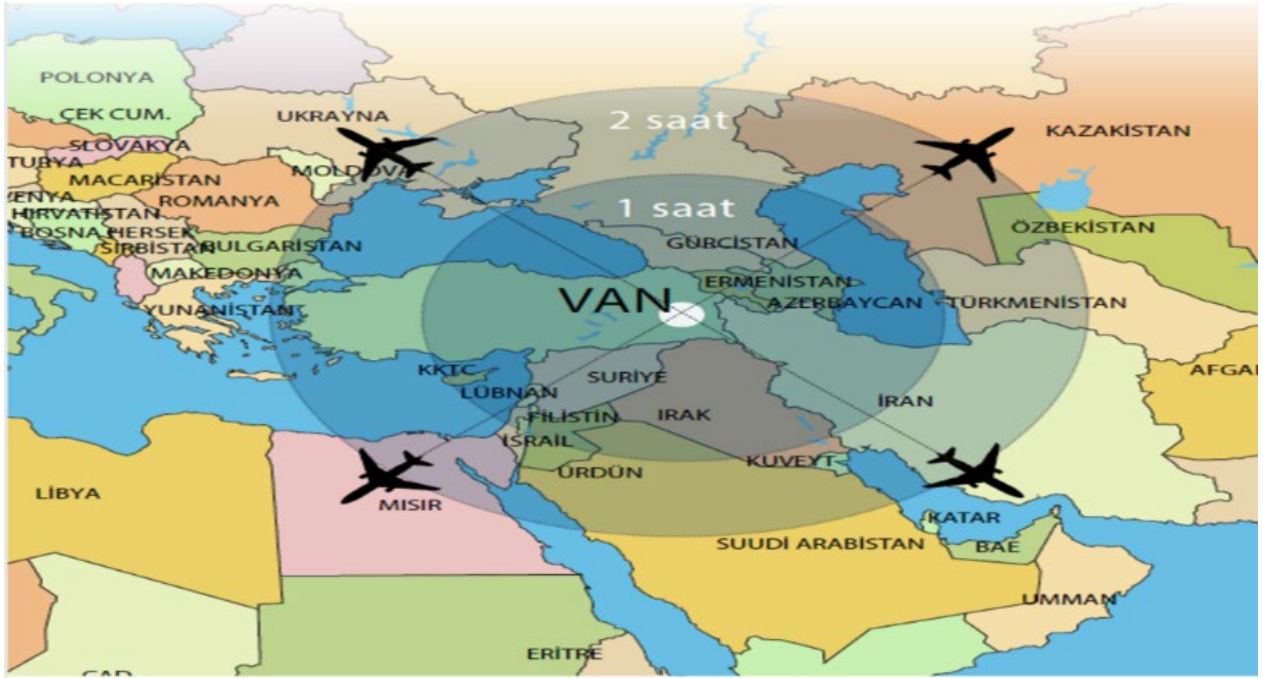 POLONYA
ÇEK CUM.
UKRAYNA
2 saat
KAZAKİSTAN
SLOVAKYA
MACARİSTAN
MOLDOVA
ROMANYA
1 saat
HIRVATİSTAN
BOSNA HERSEK
SİRBİSTAN
BULGARİSTAN
GÜRCİSTAN
ÖZBEKİSTAN
MAKEDONYA
ERMENİSTAN
YUNANİSTAN
VAN
AZERBAYCAN
TÜRKMENİSTAN
KKTC
SURİYE
AFGA
LÜBNAN
İRAN
FİLİSTİN
IRAK
İSRAİL
KUVEYT
ÜRDÜN
LİBYA
MISIR
KATAR
SUUDİ ARABİSTAN
BAE
UMMAN
ERİTRE